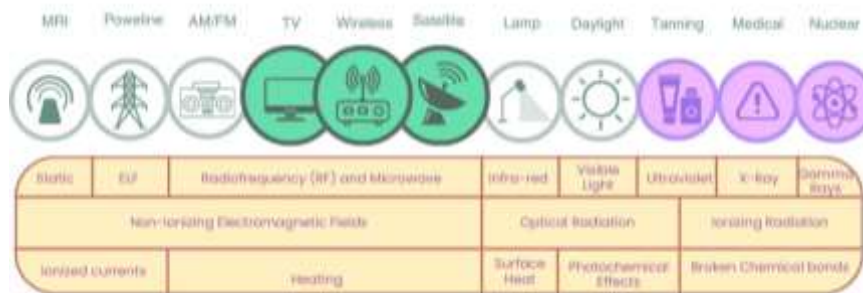 MRI Poweline AM/FM TV Wireless Satellite Lamp Daylight Tanning Medical Nuclear
Static ELF Radiofrequency (RF) and Microwave Infra-red Visible Light Ultraviolet X-Ray Gamma Rays
Non-Ionizing Electromagnetic Fields Optical Radiation Ionizing Radiation
Ionized currents Heating Surface Heat Photochemical Effects Broken Chemical bonds